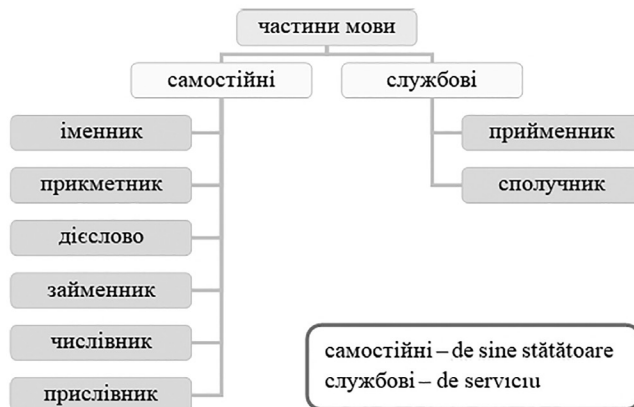 частини мови
самостійні
службові
іменник
прикметник
дієслово
займенник
числівник
прислівник
прийменник
сполучник
самостійні – de sine stătătoare
службові – de serviciu